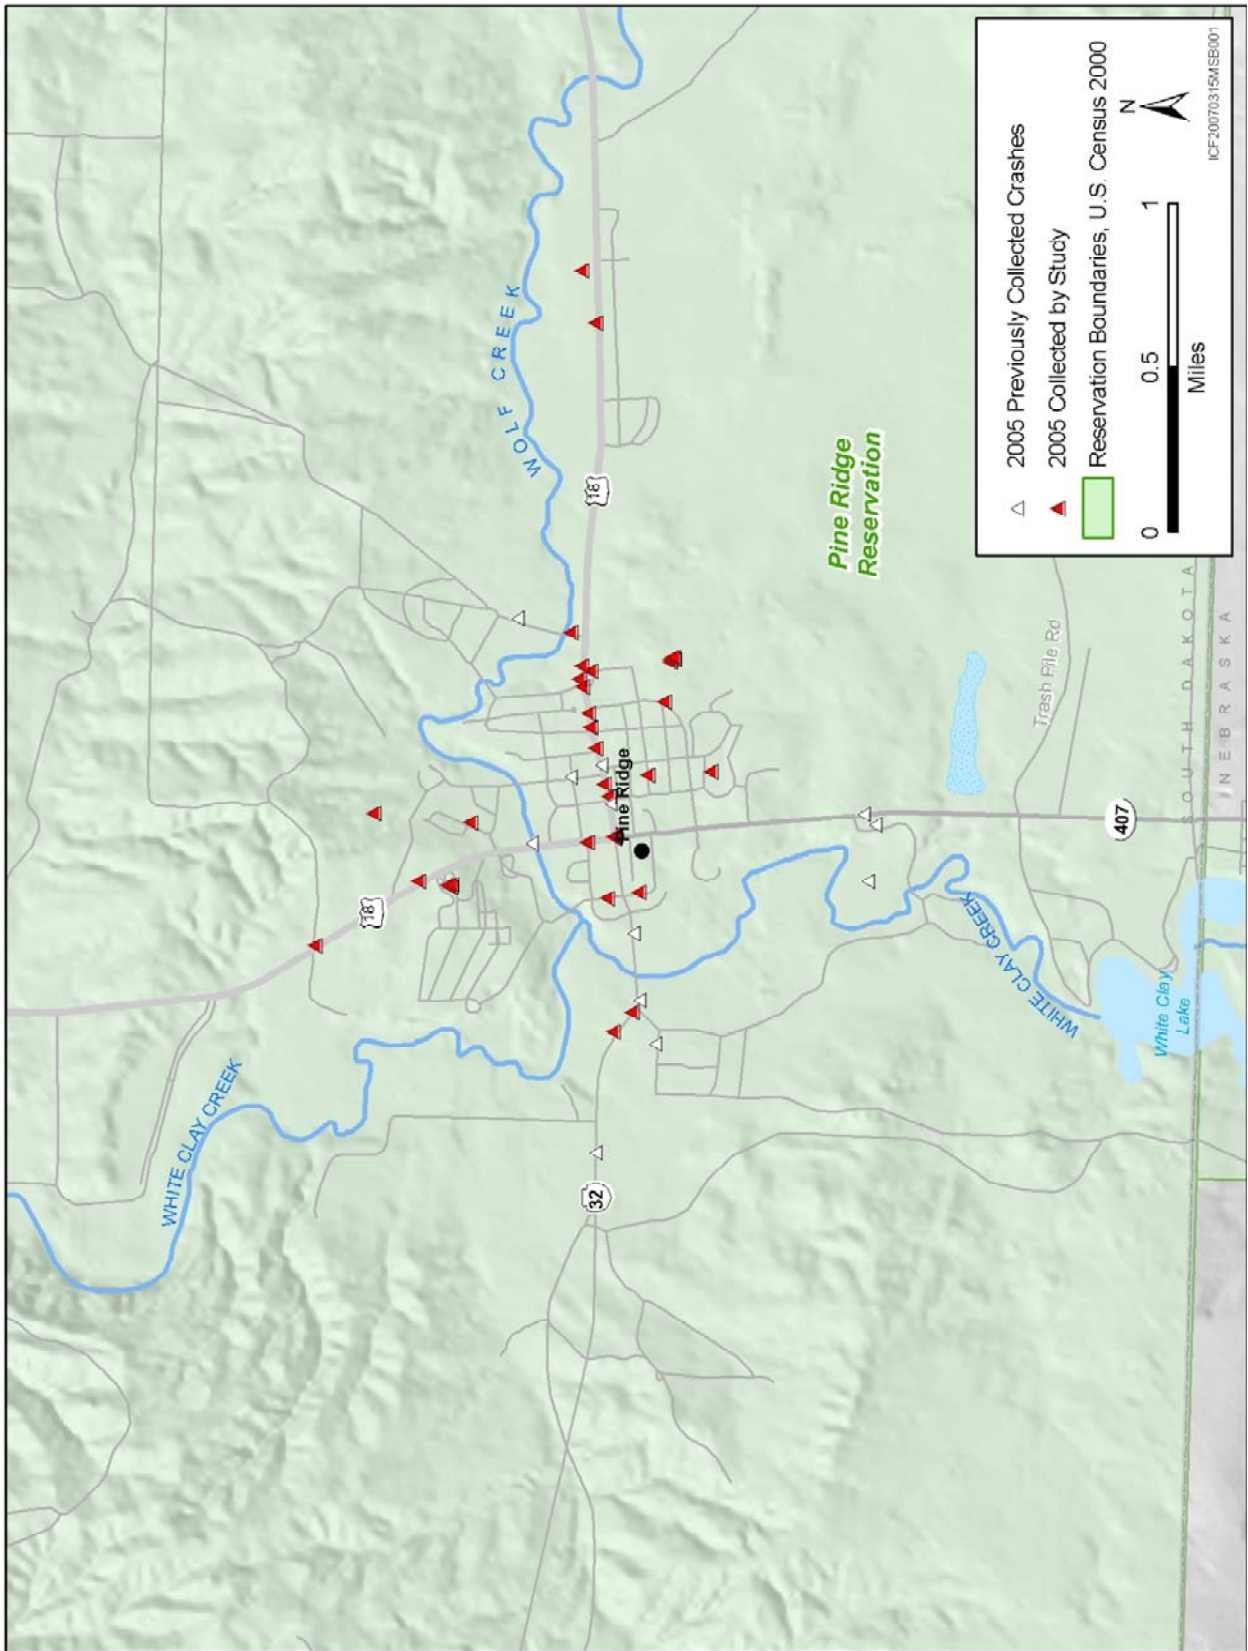 WHITE CLAY CREEK
18
WOLF CREEK
18
32
Pine Ridge
Pine Ridge
Reservation
WHITE CLAY CREEK
White Clay
Lake
407
Trash Pile Rd
SOUTH DAKOTA
NEBRASKA
2005 Previously Collected Crashes
2005 Collected by Study
Reservation Boundaries, U.S. Census 2000
0 0.5 1
Miles
N
ICF20070315MSB001